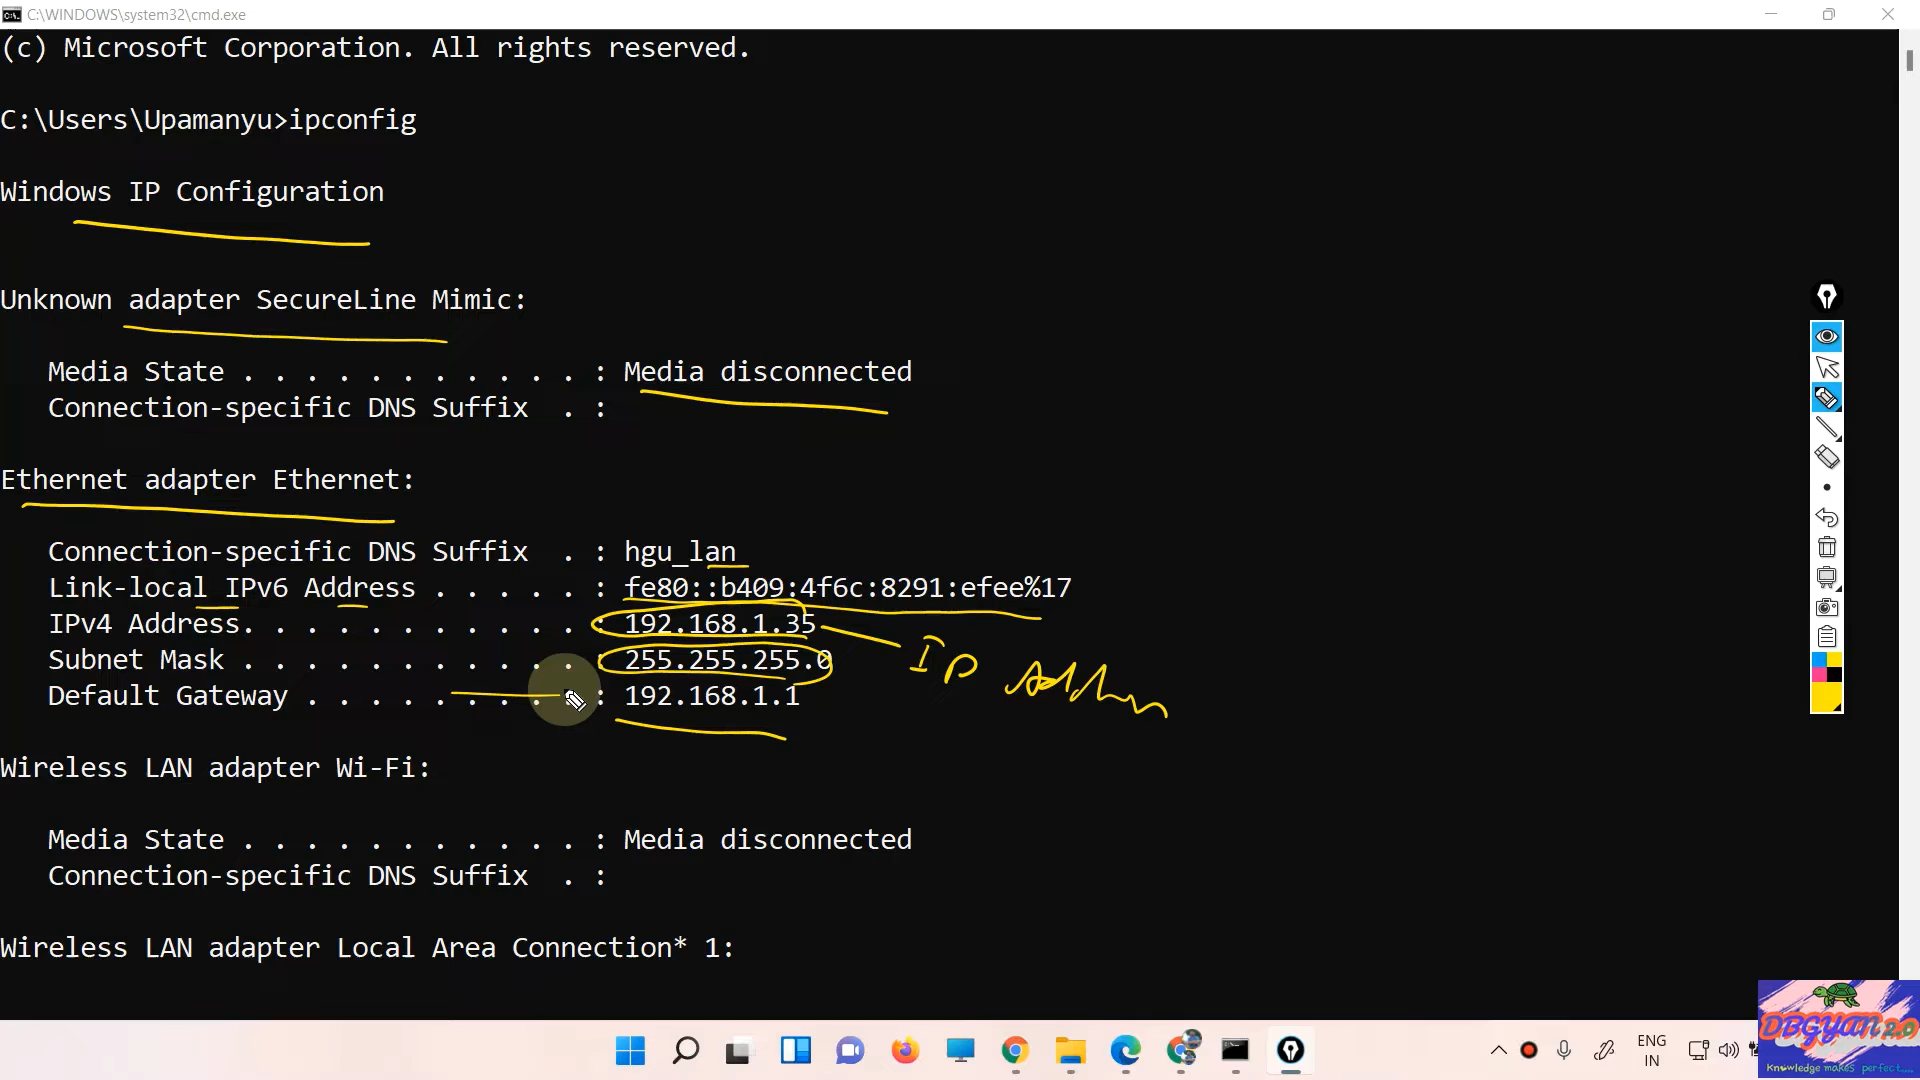 C:\WINDOWS\system32\cmd.exe
(c) Microsoft Corporation. All rights reserved.
C:\Users\Upamanyu>ipconfig
Windows IP Configuration
Unknown adapter SecureLine Mimic:
Media State . . . . . . . . . . . : Media disconnected
Connection-specific DNS Suffix  . :
Ethernet adapter Ethernet:
Connection-specific DNS Suffix  . : hgu_lan
Link-local IPv6 Address . . . . . : fe80::b409:4f6c:8291:efee%17
IPv4 Address. . . . . . . . . . . : 192.168.1.35
Subnet Mask . . . . . . . . . . . : 255.255.255.0
IP
Default Gateway . . . . . . . . . : 192.168.1.1
Wireless LAN adapter Wi-Fi:
Media State . . . . . . . . . . . : Media disconnected
Connection-specific DNS Suffix  . :
Wireless LAN adapter Local Area Connection* 1:
ENG
IN
DBGYAN 2.0
Knowledge makes perfect....